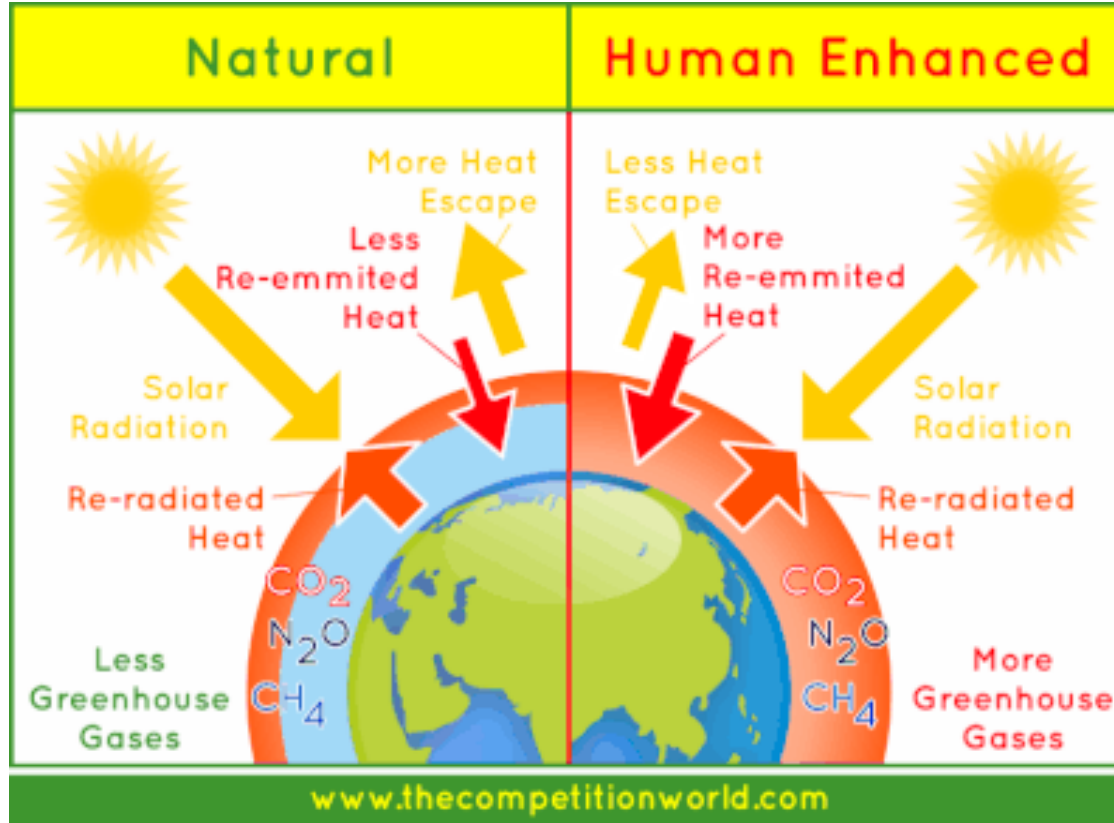 Natural
Human Enhanced
More Heat
Escape
Less
Re-emmited
Heat
Solar
Radiation
Re-radiated
Heat
CO2
N2O
CH4
Less
Greenhouse
Gases
Less Heat
Escape
More
Re-emmited
Heat
Solar
Radiation
Re-radiated
Heat
CO2
N2O
CH4
More
Greenhouse
Gases
www.thecompetitionworld.com